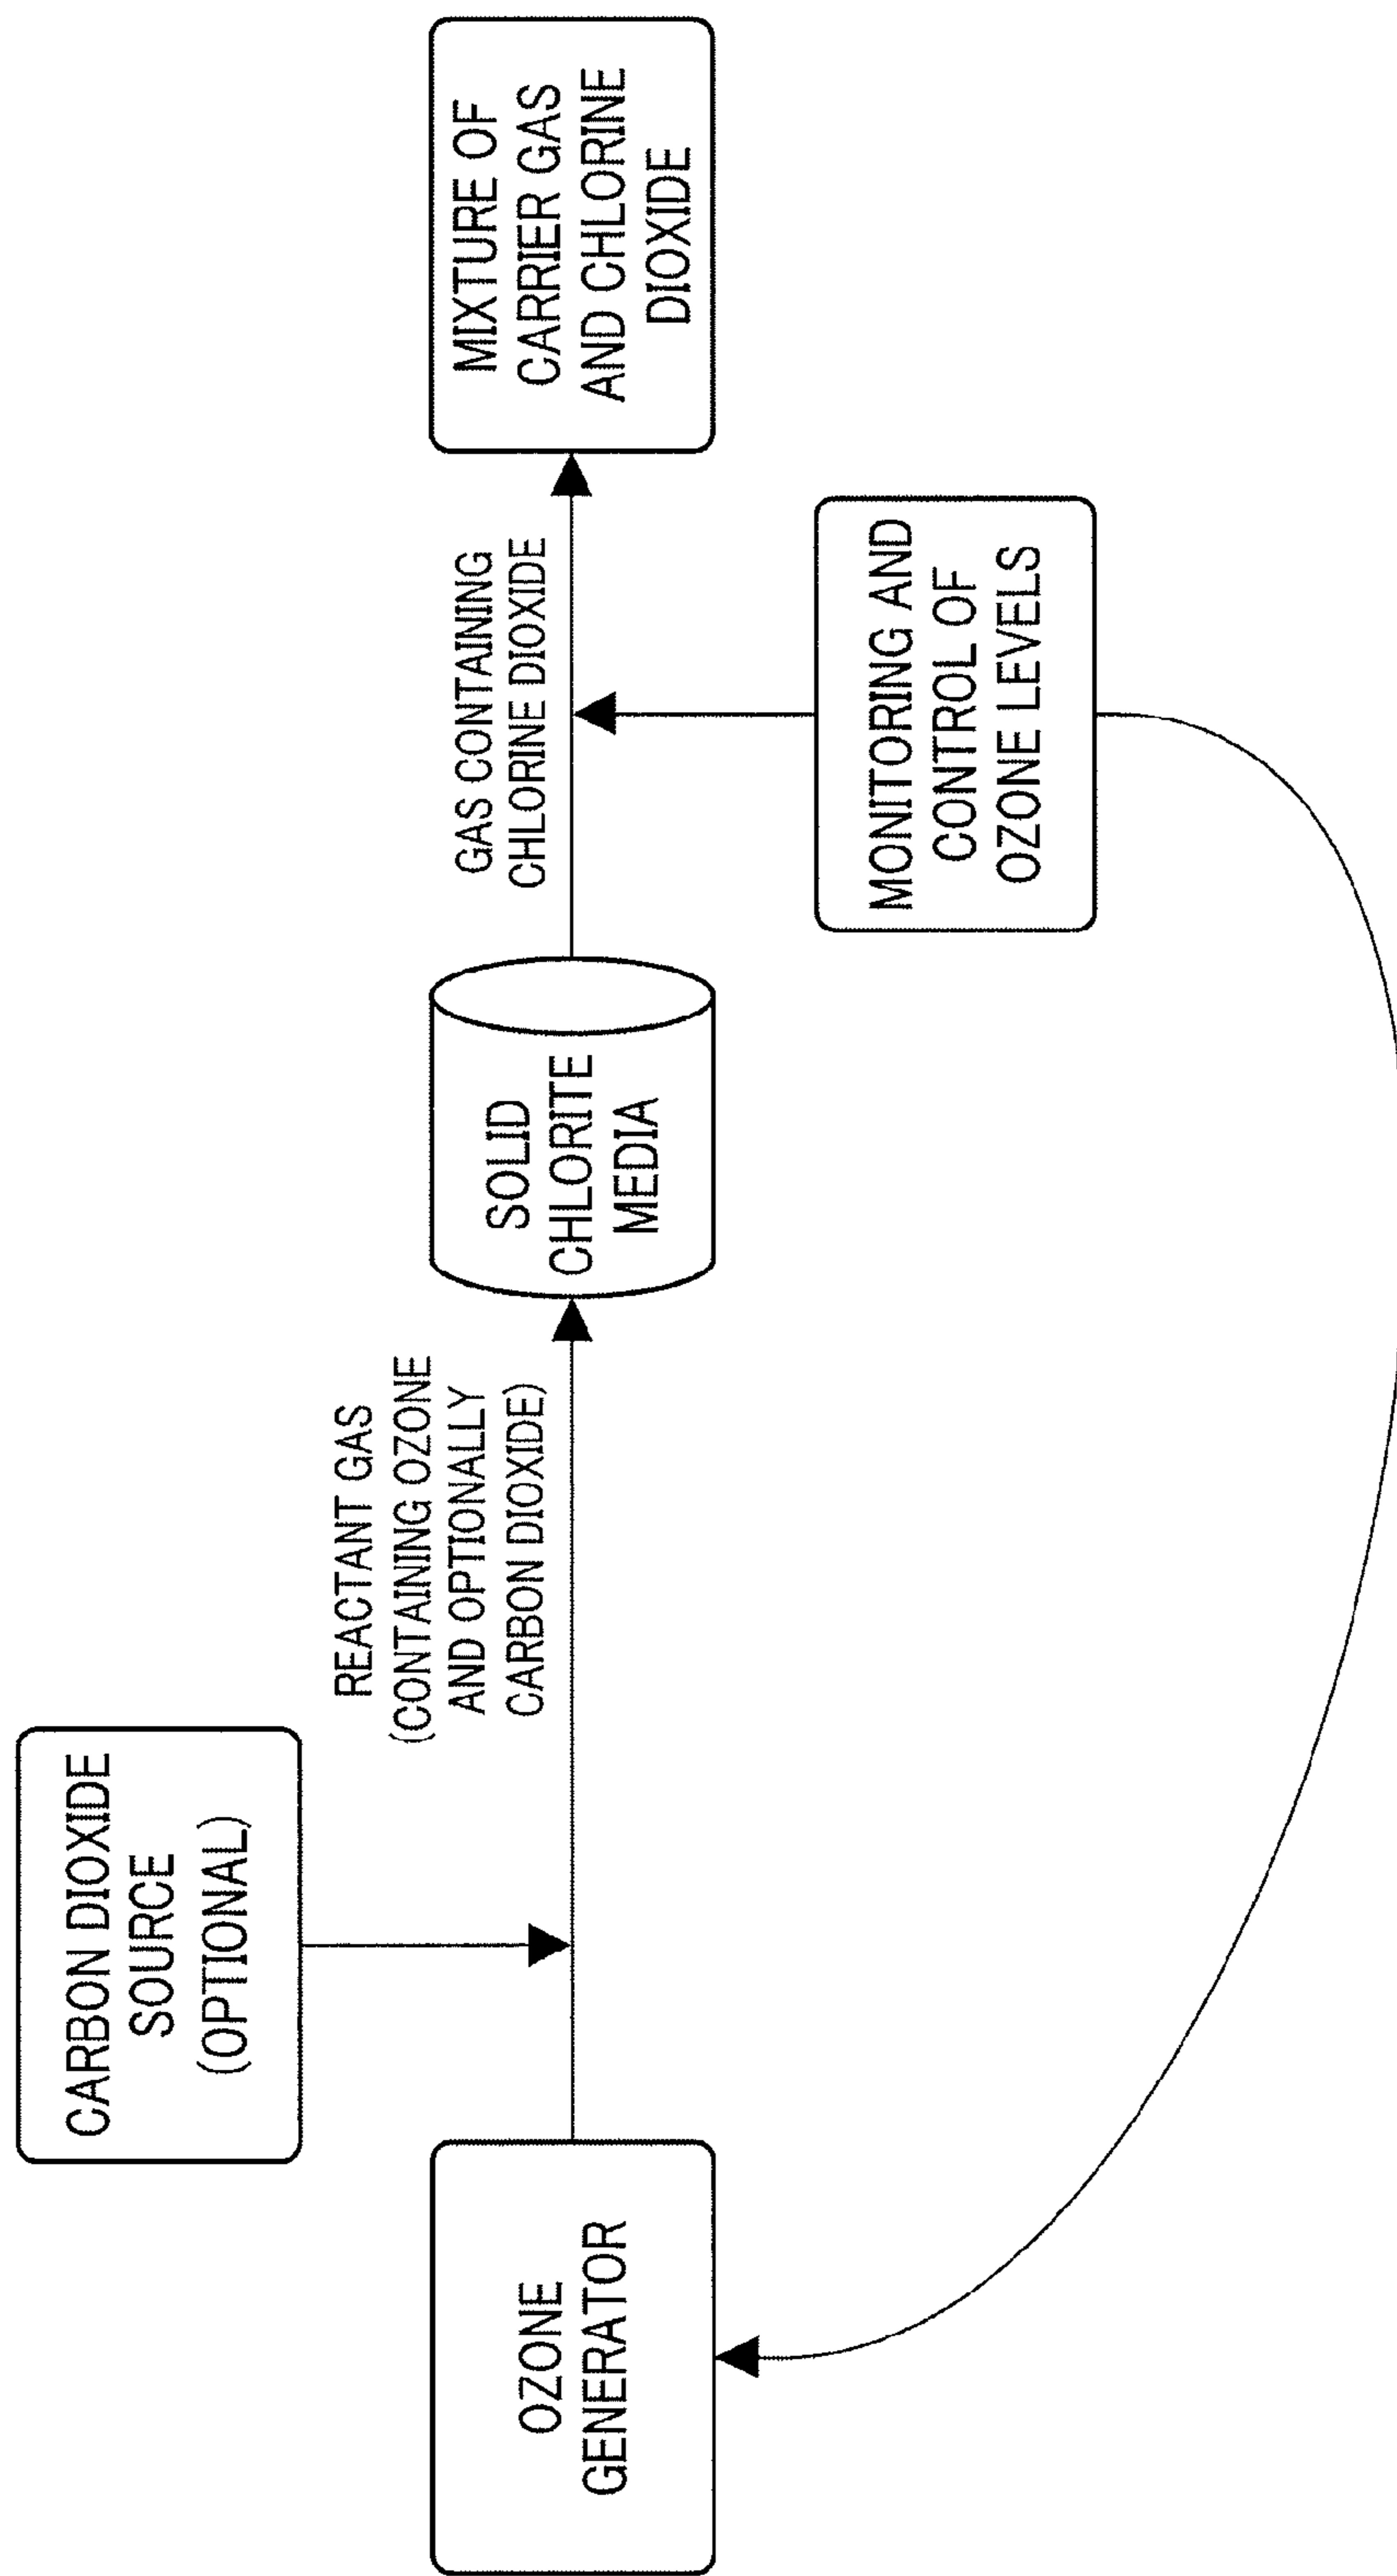 CARBON DIOXIDE
SOURCE
(OPTIONAL)
OZONE
GENERATOR
REACTANT GAS
(CONTAINING OZONE
AND OPTIONALLY
CARBON DIOXIDE)
SOLID
CHLORITE
MEDIA
GAS CONTAINING
CHLORINE DIOXIDE
MIXTURE OF
CARRIER GAS
AND CHLORINE
DIOXIDE
MONITORING AND
CONTROL OF
OZONE LEVELS